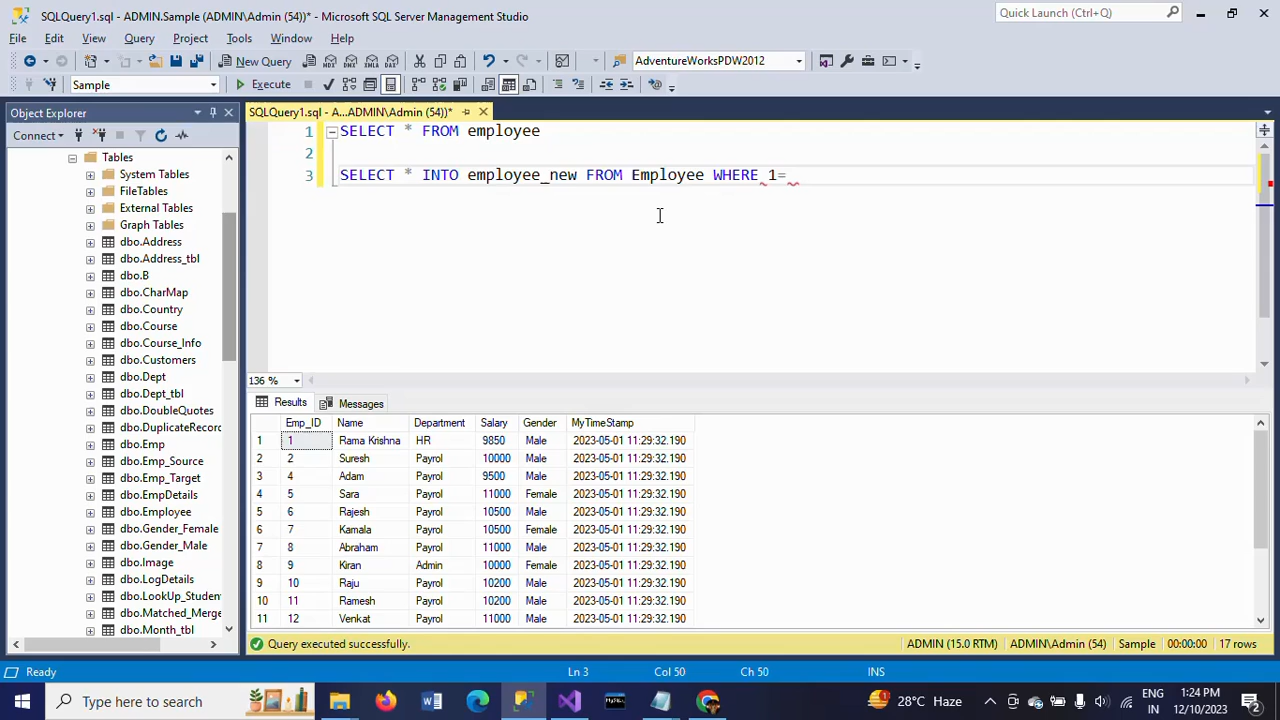 SQLQuery1.sql - ADMIN.Sample (ADMIN\Admin (54))* - Microsoft SQL Server Management Studio
Quick Launch (Ctrl+Q)
File Edit View Query Project Tools Window Help
New Query
AdventureWorksPDW2012
Sample
Execute
Object Explorer
SQLQuery1.sql - A...ADMIN\Admin (54))*
Connect
Tables
System Tables
FileTables
External Tables
Graph Tables
dbo.Address
dbo.Address_tbl
dbo.B
dbo.CharMap
dbo.Country
dbo.Course
dbo.Course_Info
dbo.Customers
dbo.Dept
dbo.Dept_tbl
dbo.DoubleQuotes
dbo.DuplicateRecord
dbo.Emp
dbo.Emp_Source
dbo.Emp_Target
dbo.EmpDetails
dbo.Employee
dbo.Gender_Female
dbo.Gender_Male
dbo.Image
dbo.LogDetails
dbo.LookUp_Student
dbo.Matched_Merge
dbo.Month_tbl
1 SELECT * FROM employee
2
3 SELECT * INTO employee_new FROM Employee WHERE 1=
136 %
Results Messages
Emp_ID Name Department Salary Gender MyTimeStamp
1 1 Rama Krishna HR 9850 Male 2023-05-01 11:29:32.190
2 2 Suresh Payrol 10000 Male 2023-05-01 11:29:32.190
3 4 Adam Payrol 9500 Male 2023-05-01 11:29:32.190
4 5 Sara Payrol 11000 Female 2023-05-01 11:29:32.190
5 6 Rajesh Payrol 10500 Male 2023-05-01 11:29:32.190
6 7 Kamala Payrol 10500 Female 2023-05-01 11:29:32.190
7 8 Abraham Payrol 11000 Male 2023-05-01 11:29:32.190
8 9 Kiran Admin 10000 Female 2023-05-01 11:29:32.190
9 10 Raju Payrol 10200 Male 2023-05-01 11:29:32.190
10 11 Ramesh Payrol 10200 Male 2023-05-01 11:29:32.190
11 12 Venkat Payrol 11000 Male 2023-05-01 11:29:32.190
Query executed successfully. ADMIN (15.0 RTM) ADMIN\Admin (54) Sample 00:00:00 17 rows
Ready Ln 3 Col 50 Ch 50 INS
Type here to search
28°C Haze
ENG
IN
1:24 PM
12/10/2023
2